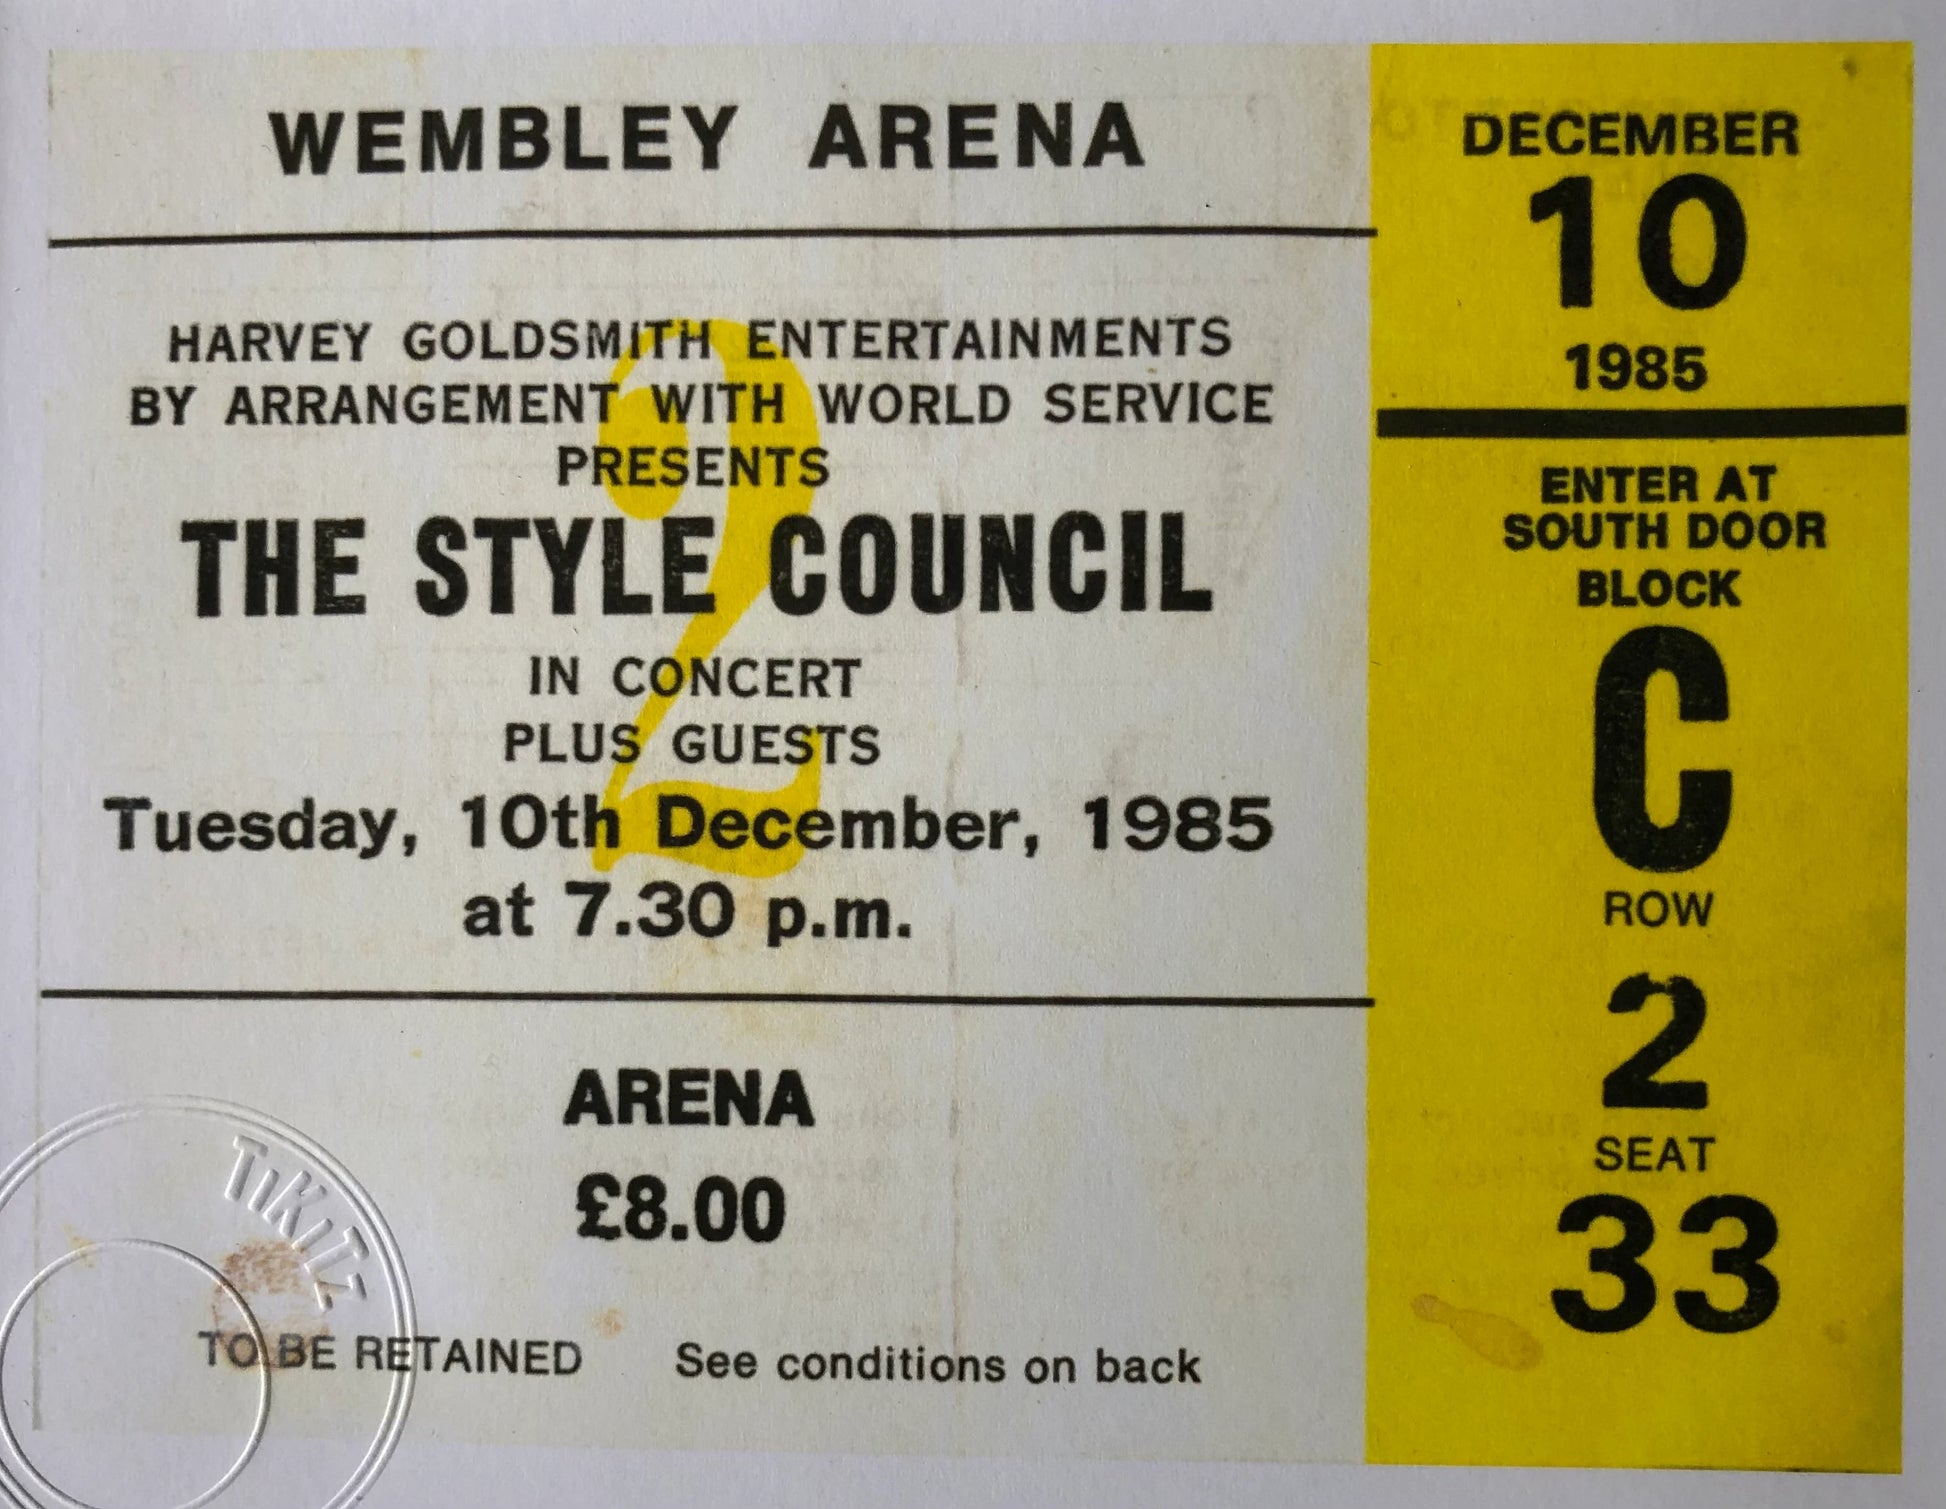 WEMBLEY ARENA
HARVEY GOLDSMITH ENTERTAINMENTS
BY ARRANGEMENT WITH WORLD SERVICE
PRESENTS
2
THE STYLE COUNCIL
IN CONCERT
PLUS GUESTS
Tuesday, 10th December, 1985
at 7.30 p.m.
ARENA
£8.00
TO BE RETAINED See conditions on back
TiKiTZ
DECEMBER
10
1985
ENTER AT
SOUTH DOOR
BLOCK
C
ROW
2
SEAT
33